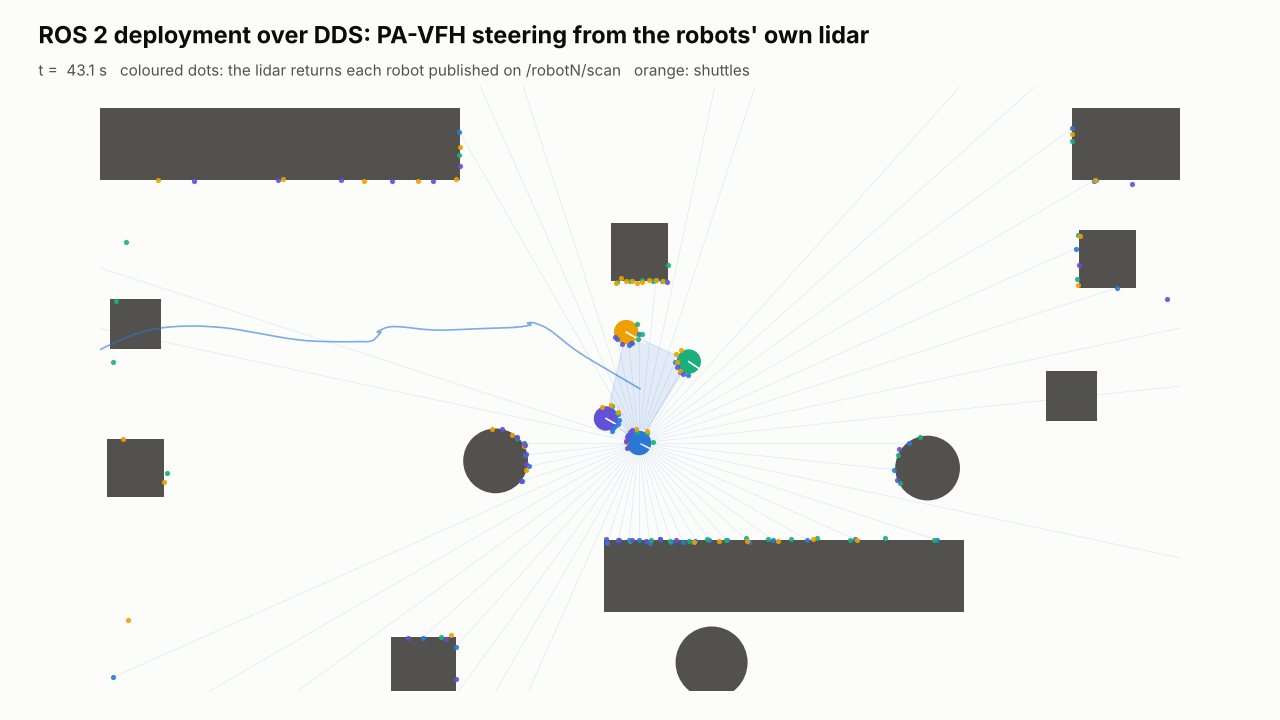 ROS 2 deployment over DDS: PA-VFH steering from the robots' own lidar
t = 43.1 s coloured dots: the lidar returns each robot published on /robotN/scan orange: shuttles